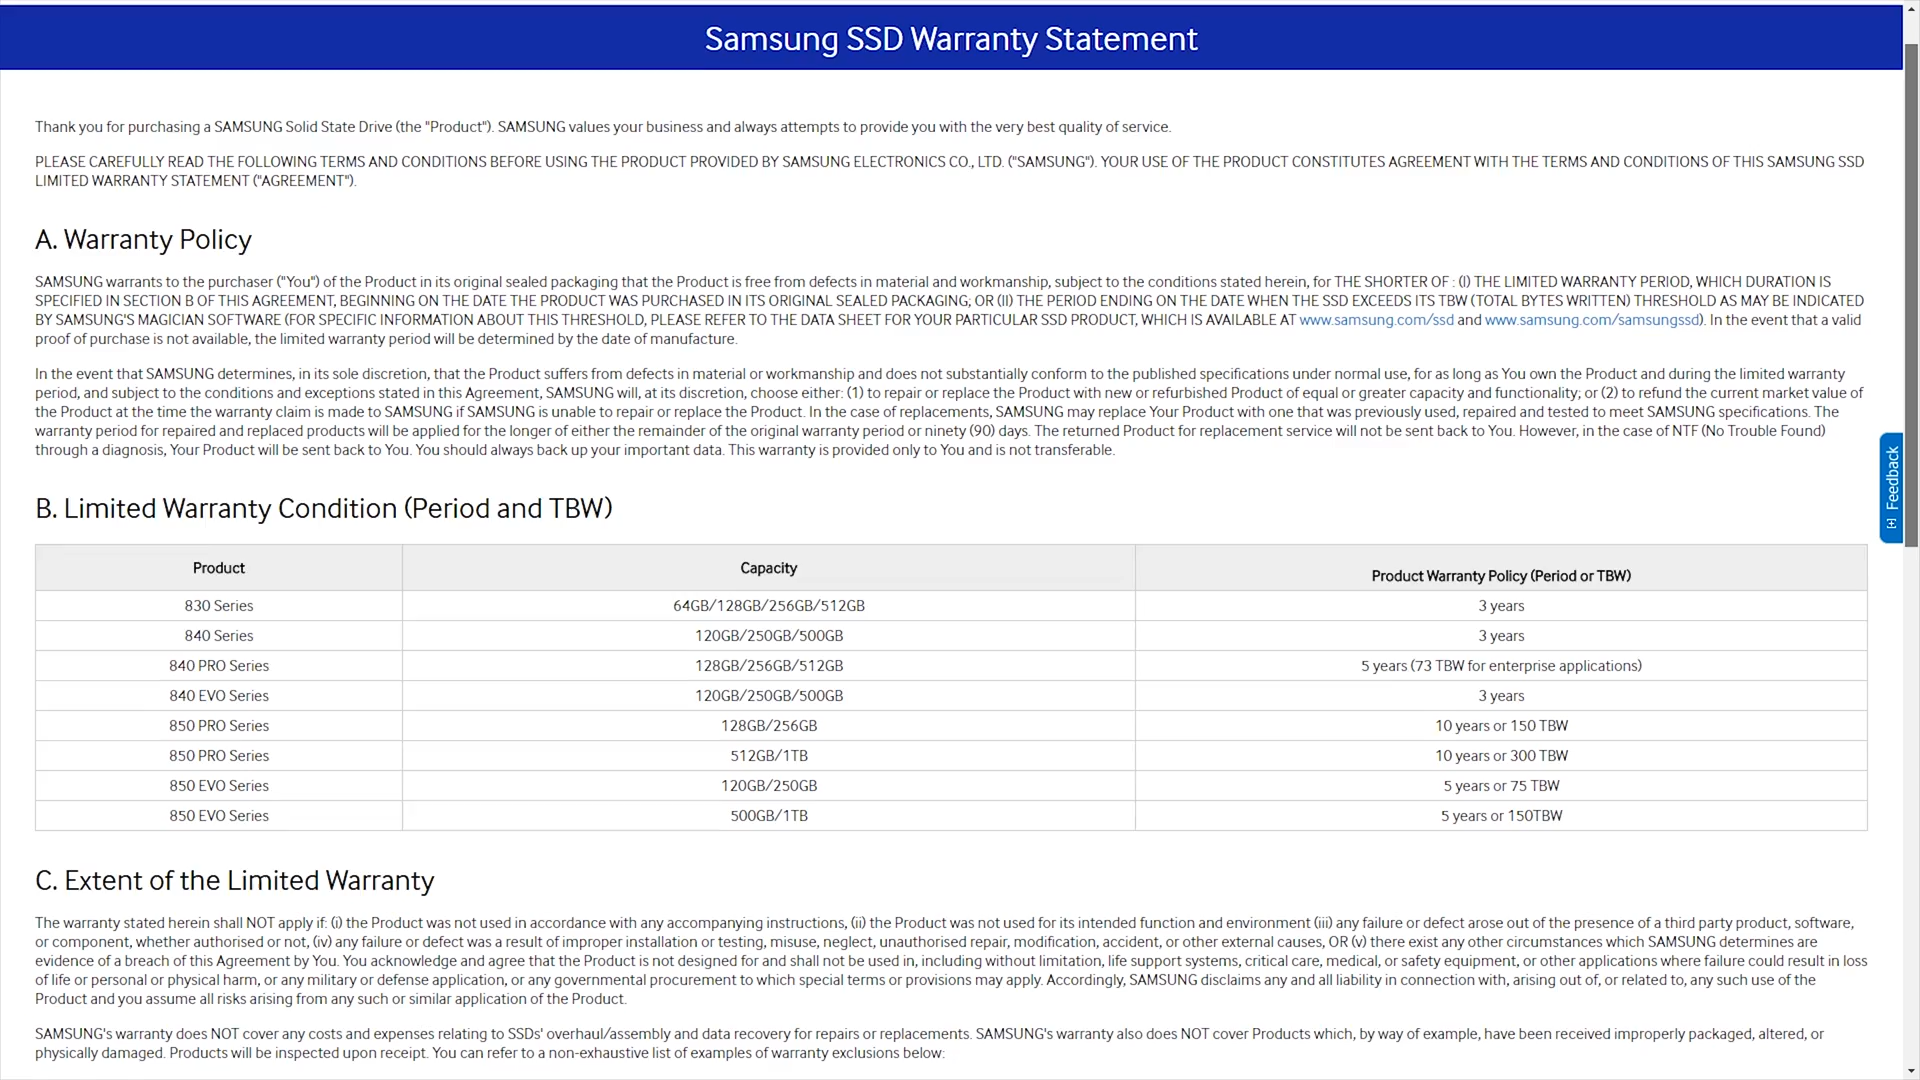 Samsung SSD Warranty Statement
Thank you for purchasing a SAMSUNG Solid State Drive (the "Product"). SAMSUNG values your business and always attempts to provide you with the very best quality of service.
PLEASE CAREFULLY READ THE FOLLOWING TERMS AND CONDITIONS BEFORE USING THE PRODUCT PROVIDED BY SAMSUNG ELECTRONICS CO., LTD. ("SAMSUNG"). YOUR USE OF THE PRODUCT CONSTITUTES AGREEMENT WITH THE TERMS AND CONDITIONS OF THIS SAMSUNG SSD
LIMITED WARRANTY STATEMENT ("AGREEMENT").
A. Warranty Policy
SAMSUNG warrants to the purchaser ("You") of the Product in its original sealed packaging that the Product is free from defects in material and workmanship, subject to the conditions stated herein, for THE SHORTER OF : (I) THE LIMITED WARRANTY PERIOD, WHICH DURATION IS
SPECIFIED IN SECTION B OF THIS AGREEMENT, BEGINNING ON THE DATE THE PRODUCT WAS PURCHASED IN ITS ORIGINAL SEALED PACKAGING; OR (II) THE PERIOD ENDING ON THE DATE WHEN THE SSD EXCEEDS ITS TBW (TOTAL BYTES WRITTEN) THRESHOLD AS MAY BE INDICATED
BY SAMSUNG'S MAGICIAN SOFTWARE (FOR SPECIFIC INFORMATION ABOUT THIS THRESHOLD, PLEASE REFER TO THE DATA SHEET FOR YOUR PARTICULAR SSD PRODUCT, WHICH IS AVAILABLE AT www.samsung.com/ssd and www.samsung.com/samsungssd). In the event that a valid
proof of purchase is not available, the limited warranty period will be determined by the date of manufacture.
In the event that SAMSUNG determines, in its sole discretion, that the Product suffers from defects in material or workmanship and does not substantially conform to the published specifications under normal use, for as long as You own the Product and during the limited warranty
period, and subject to the conditions and exceptions stated in this Agreement, SAMSUNG will, at its discretion, choose either: (1) to repair or replace the Product with new or refurbished Product of equal or greater capacity and functionality; or (2) to refund the current market value of
the Product at the time the warranty claim is made to SAMSUNG if SAMSUNG is unable to repair or replace the Product. In the case of replacements, SAMSUNG may replace Your Product with one that was previously used, repaired and tested to meet SAMSUNG specifications. The
warranty period for repaired and replaced products will be applied for the longer of either the remainder of the original warranty period or ninety (90) days. The returned Product for replacement service will not be sent back to You. However, in the case of NTF (No Trouble Found)
through a diagnosis, Your Product will be sent back to You. You should always back up your important data. This warranty is provided only to You and is not transferable.
[+] Feedback
B. Limited Warranty Condition (Period and TBW)
Product Capacity Product Warranty Policy (Period or TBW)
830 Series 64GB/128GB/256GB/512GB 3 years
840 Series 120GB/250GB/500GB 3 years
840 PRO Series 128GB/256GB/512GB 5 years (73 TBW for enterprise applications)
840 EVO Series 120GB/250GB/500GB 3 years
850 PRO Series 128GB/256GB 10 years or 150 TBW
850 PRO Series 512GB/1TB 10 years or 300 TBW
850 EVO Series 120GB/250GB 5 years or 75 TBW
850 EVO Series 500GB/1TB 5 years or 150TBW
C. Extent of the Limited Warranty
The warranty stated herein shall NOT apply if: (i) the Product was not used in accordance with any accompanying instructions, (ii) the Product was not used for its intended function and environment (iii) any failure or defect arose out of the presence of a third party product, software,
or component, whether authorised or not, (iv) any failure or defect was a result of improper installation or testing, misuse, neglect, unauthorised repair, modification, accident, or other external causes, OR (v) there exist any other circumstances which SAMSUNG determines are
evidence of a breach of this Agreement by You. You acknowledge and agree that the Product is not designed for and shall not be used in, including without limitation, life support systems, critical care, medical, or safety equipment, or other applications where failure could result in loss
of life or personal or physical harm, or any military or defense application, or any governmental procurement to which special terms or provisions may apply. Accordingly, SAMSUNG disclaims any and all liability in connection with, arising out of, or related to, any such use of the
Product and you assume all risks arising from any such or similar application of the Product.
SAMSUNG's warranty does NOT cover any costs and expenses relating to SSDs' overhaul/assembly and data recovery for repairs or replacements. SAMSUNG's warranty also does NOT cover Products which, by way of example, have been received improperly packaged, altered, or
physically damaged. Products will be inspected upon receipt. You can refer to a non-exhaustive list of examples of warranty exclusions below: